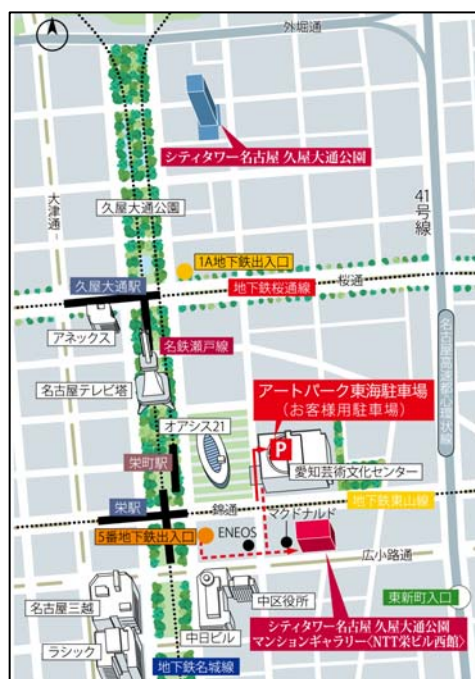 外堀通
シティタワー名古屋 久屋大通公園
大津通
久屋大通公園
41号線
1A地下鉄出入口
久屋大通駅
桜通
地下鉄桜通線
アネックス
名鉄瀬戸線
名古屋高速都心環状線
名古屋テレビ塔
アートパーク東海駐車場
(お客様用駐車場)
オアシス21
P
栄町駅
愛知芸術文化センター
地下鉄東山線
栄駅
錦通
マクドナルド
5番地下鉄出入口
ENEOS
広小路通
名古屋三越
中区役所
東新町入口
中日ビル
シティタワー名古屋 久屋大通公園
マンションギャラリー〈NTT栄ビル西館〉
ラシック
地下鉄名城線